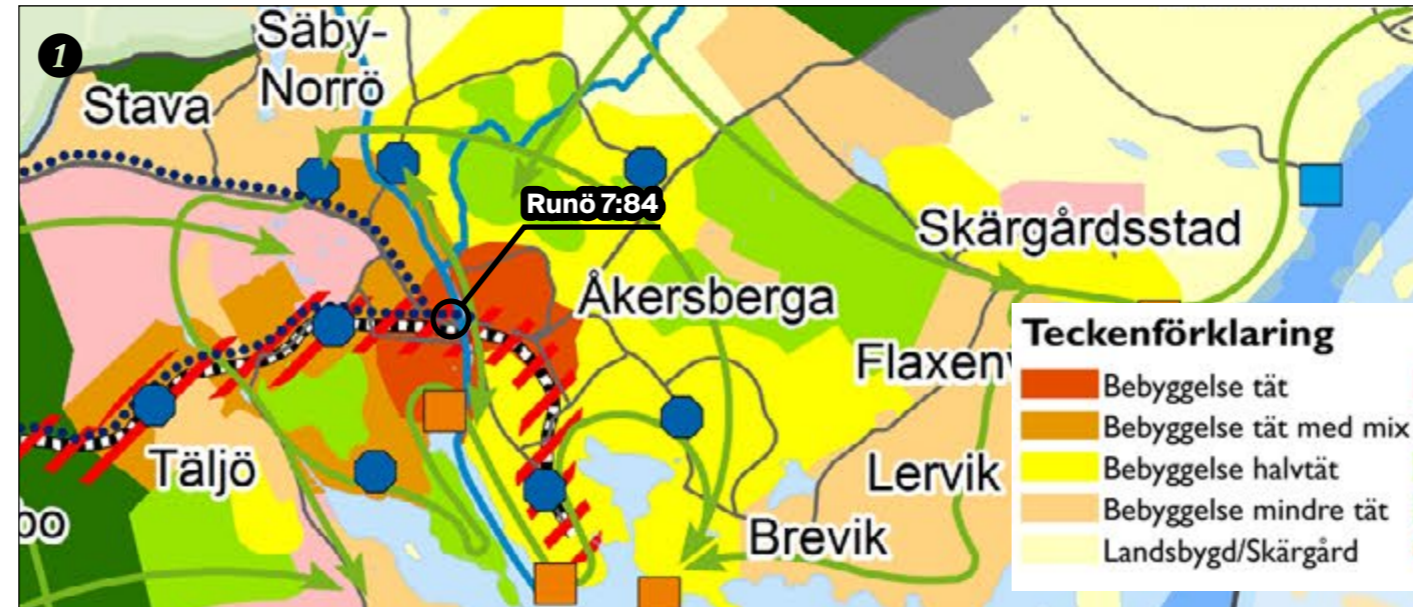 1
Säby-
Norrö
Stava
Runö 7:84
Skärgårdsstad
Åkersberga
Flaxenv
Täljö
Lervik
Brevik
bo
Teckenförklaring
Bebyggelse tät
Bebyggelse tät med mix
Bebyggelse halvtät
Bebyggelse mindre tät
Landsbygd/Skärgård